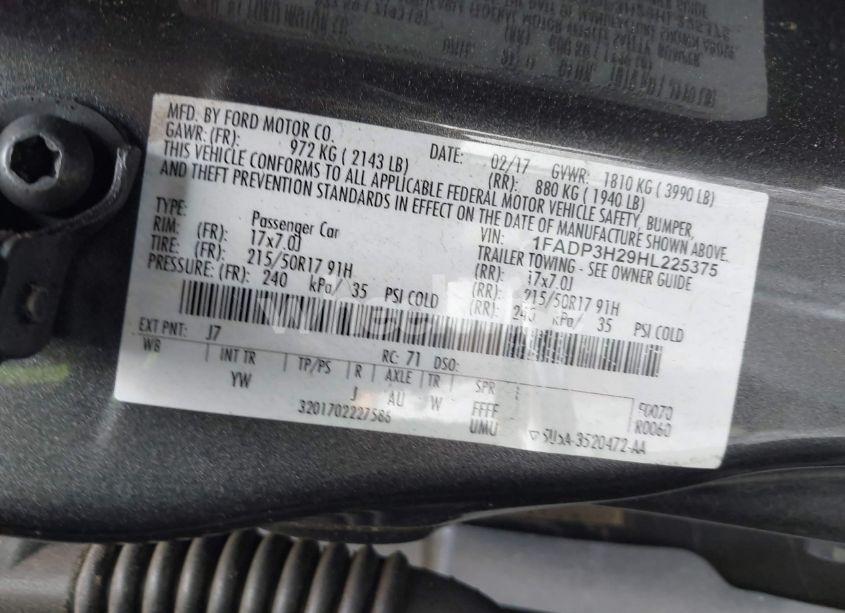 MFD. BY FORD MOTOR CO.
DATE: 02/17 GVWR: 1810 KG ( 3990 LB)
GAWR: (FR): 972 KG ( 2143 LB) (RR): 880 KG ( 1940 LB)
THIS VEHICLE CONFORMS TO ALL APPLICABLE FEDERAL MOTOR VEHICLE SAFETY, BUMPER,
AND THEFT PREVENTION STANDARDS IN EFFECT ON THE DATE OF MANUFACTURE SHOWN ABOVE.
VIN: 1FADP3H29HL225375
TYPE: Passenger Car TRAILER TOWING - SEE OWNER GUIDE
RIM: (FR): 17x7.0J (RR): 17x7.0J
TIRE: (FR): 215/50R17 91H (RR): 215/50R17 91H
PRESSURE: (FR): 240 kPa/ 35 PSI COLD (RR): 240 kPa/ 35 PSI COLD
EXT PNT: J7 RC: 71 DSO:
WB INT TR TP/PS R AXLE TR SPR
YW J AU W FFFF
UMU
3201702227586
R0060